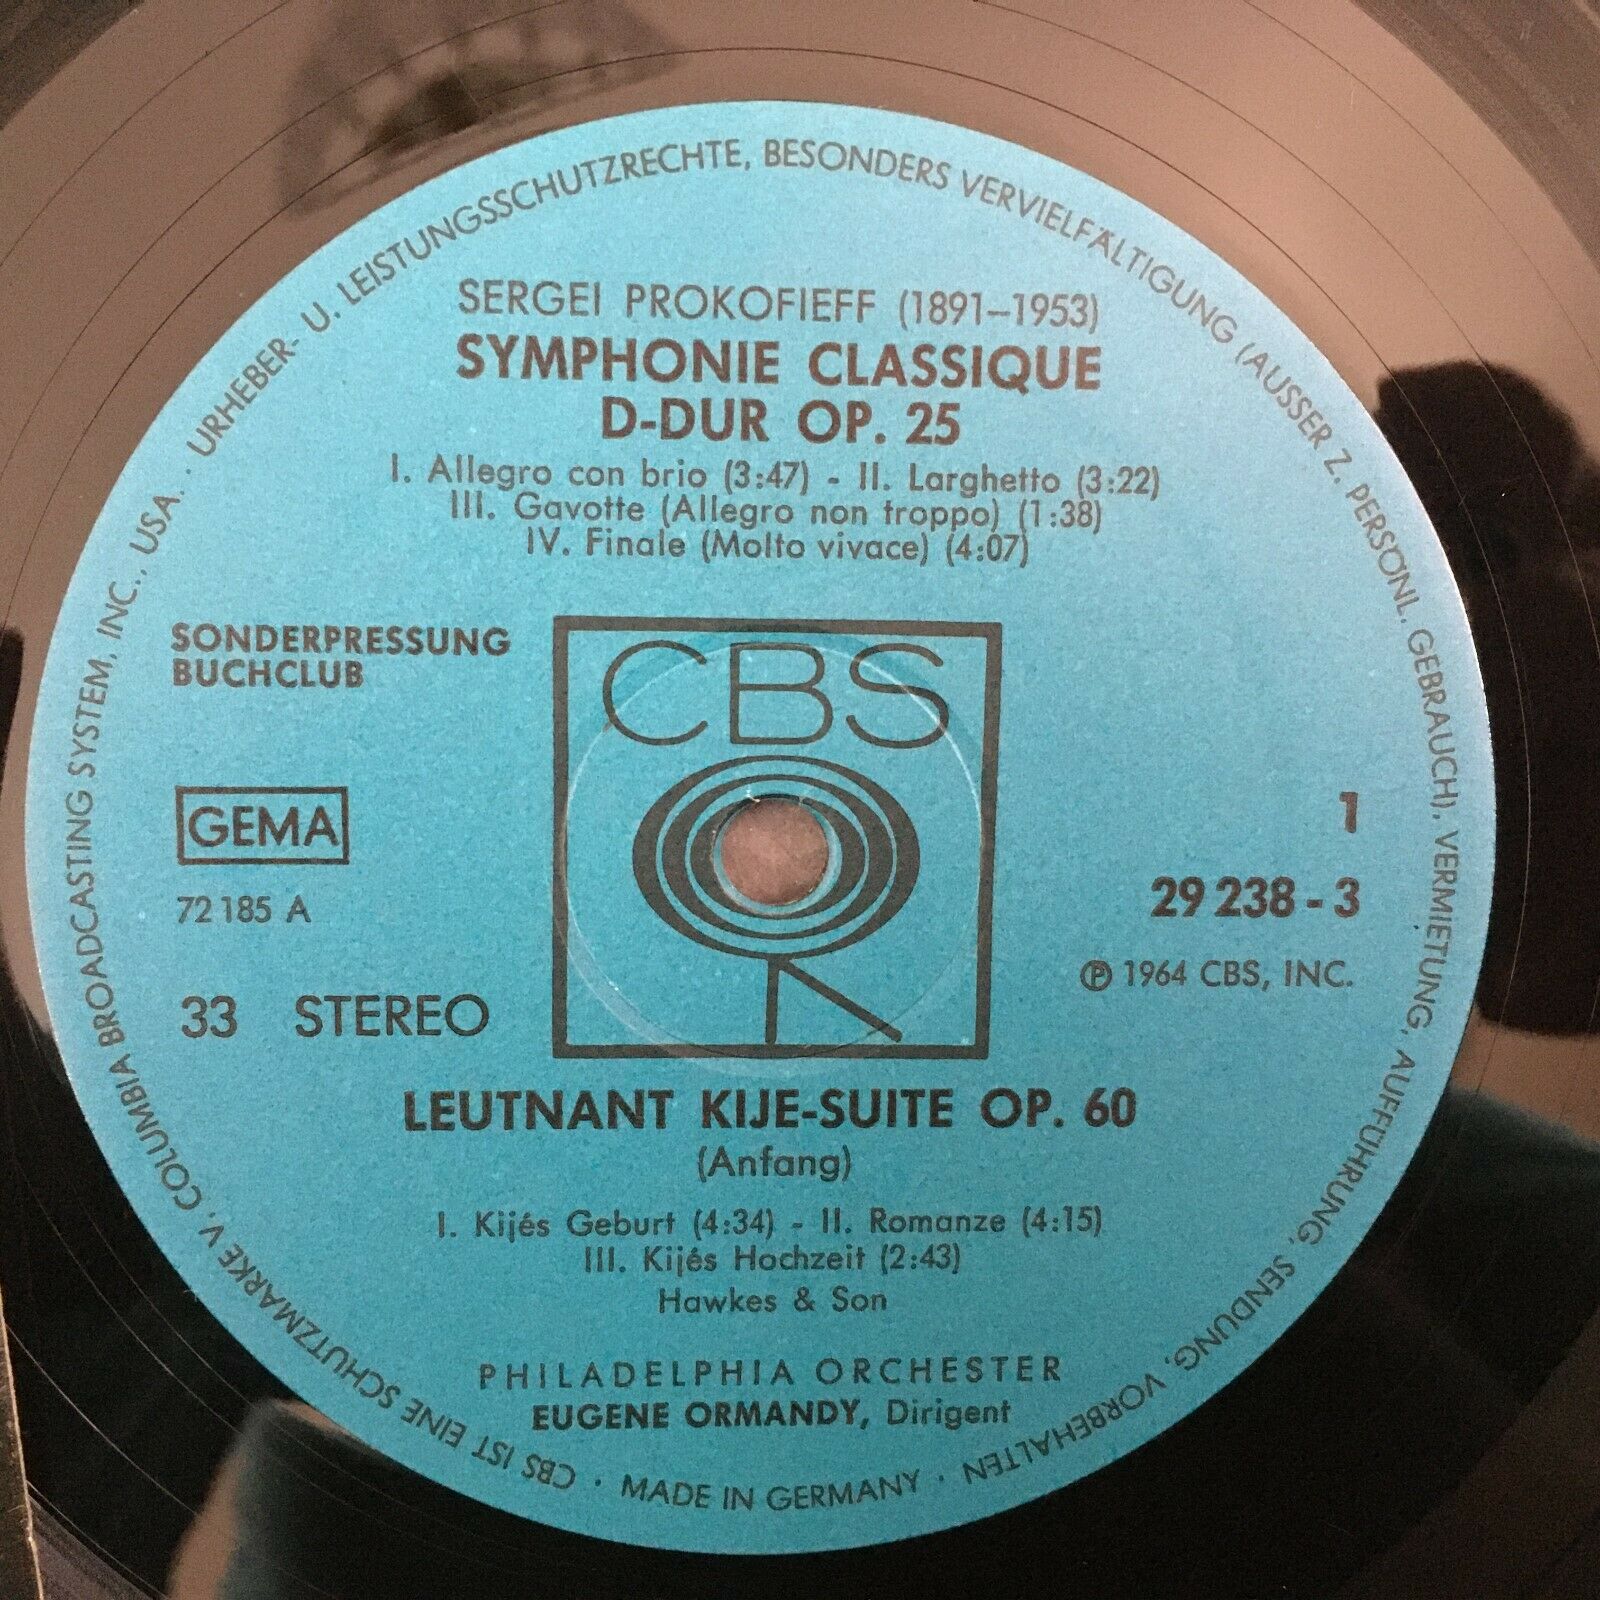 URHEBER- U. LEISTUNGSSCHUTZRECHTE, BESONDERS VERVIELFÄLTIGUNG (AUSSER Z. PERSÖNL. GEBRAUCH), VERMIETUNG, AUFFÜHRUNG, SENDUNG, VORBEHALTEN ·
SERGEI PROKOFIEFF (1891–1953)
SYMPHONIE CLASSIQUE
D-DUR OP. 25
I. Allegro con brio (3:47) - II. Larghetto (3:22)
III. Gavotte (Allegro non troppo) (1:38)
IV. Finale (Molto vivace) (4:07)
SONDERPRESSUNG
BUCHCLUB
CBS
GEMA
1
72 185 A
29 238 - 3
℗ 1964 CBS, INC.
33 STEREO
LEUTNANT KIJE-SUITE OP. 60
(Anfang)
I. Kijés Geburt (4:34) - II. Romanze (4:15)
III. Kijés Hochzeit (2:43)
Hawkes & Son
PHILADELPHIA ORCHESTER
EUGENE ORMANDY, Dirigent
MADE IN GERMANY ·
CBS IST EINE SCHUTZMARKE V. COLUMBIA BROADCASTING SYSTEM, INC., USA. ·